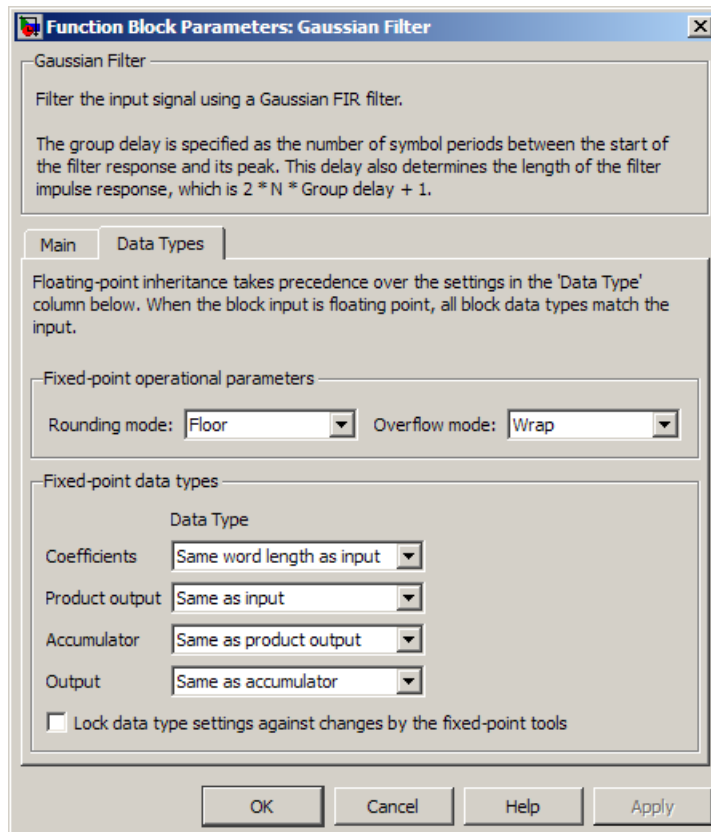 Function Block Parameters: Gaussian Filter
Gaussian Filter
Filter the input signal using a Gaussian FIR filter.
The group delay is specified as the number of symbol periods between the start of
the filter response and its peak. This delay also determines the length of the filter
impulse response, which is 2 * N * Group delay + 1.
Main Data Types
Floating-point inheritance takes precedence over the settings in the 'Data Type'
column below. When the block input is floating point, all block data types match the
input.
Fixed-point operational parameters
Rounding mode: Floor Overflow mode: Wrap
Fixed-point data types
Data Type
Coefficients Same word length as input
Product output Same as input
Accumulator Same as product output
Output Same as accumulator
Lock data type settings against changes by the fixed-point tools
OK Cancel Help Apply